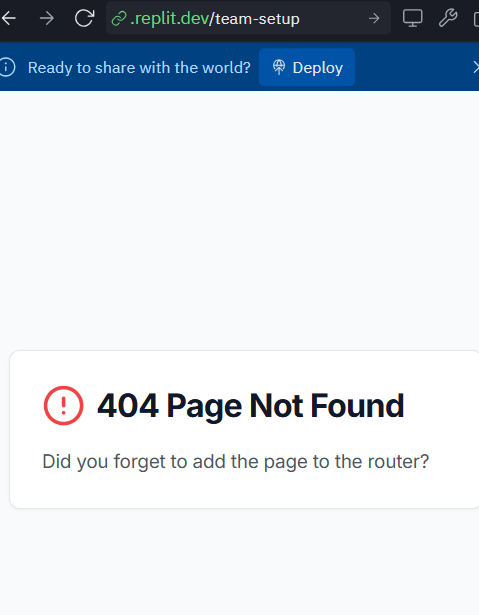 .replit.dev/team-setup
Ready to share with the world? Deploy
404 Page Not Found
Did you forget to add the page to the router?